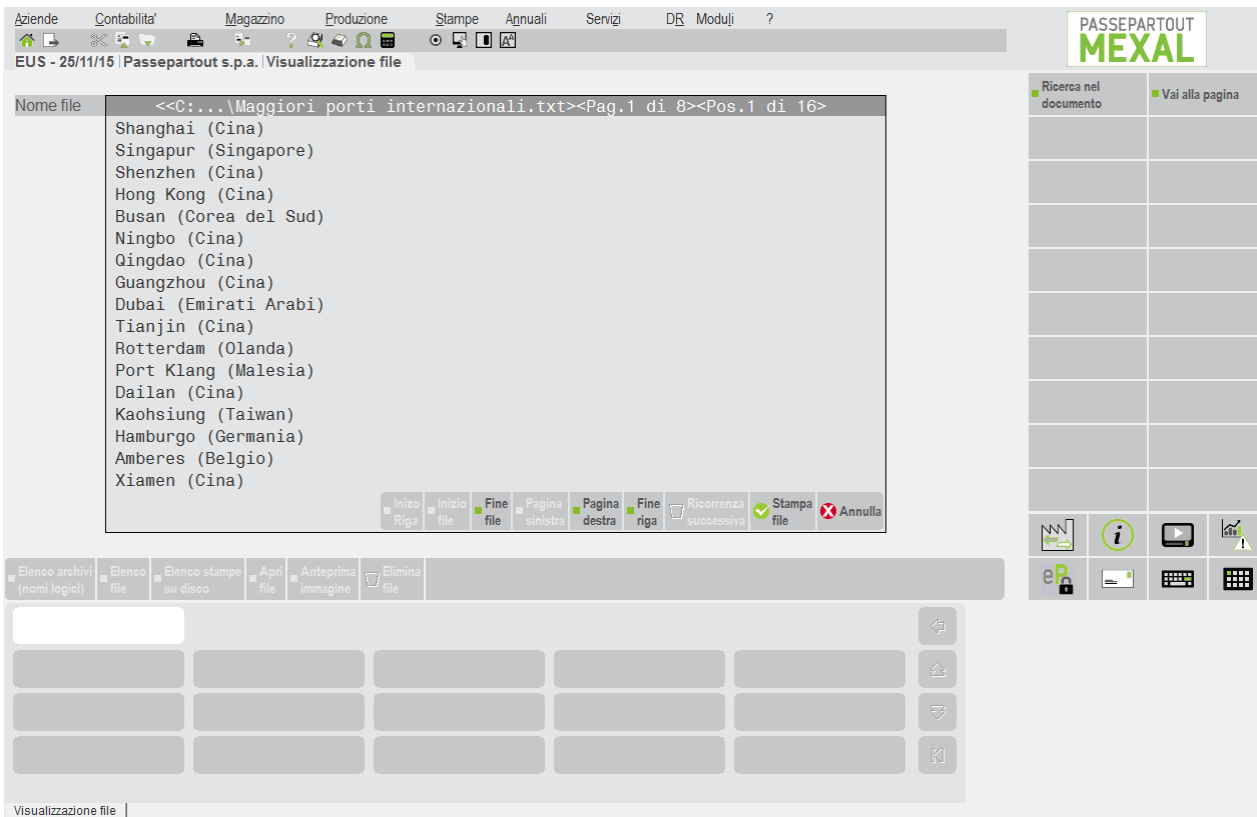 Aziende Contabilita' Magazzino Produzione Stampe Annuali Servizi DR Moduli ?
EUS - 25/11/15 | Passepartout s.p.a. | Visualizzazione file
PASSEPARTOUT
MEXAL
Ricerca nel
documento
Vai alla pagina
Nome file
<<C:...\Maggiori porti internazionali.txt><Pag.1 di 8><Pos.1 di 16>
Shanghai (Cina)
Singapur (Singapore)
Shenzhen (Cina)
Hong Kong (Cina)
Busan (Corea del Sud)
Ningbo (Cina)
Qingdao (Cina)
Guangzhou (Cina)
Dubai (Emirati Arabi)
Tianjin (Cina)
Rotterdam (Olanda)
Port Klang (Malesia)
Dailan (Cina)
Kaohsiung (Taiwan)
Hamburgo (Germania)
Amberes (Belgio)
Xiamen (Cina)
Inizo
Riga
Inizio
file
Fine
file
Pagina
sinistra
Pagina
destra
Fine
riga
Ricorrenza
successiva
Stampa
file
Annulla
Elenco archivi
(nomi logici)
Elenco
file
Elenco stampe
su disco
Apri
file
Anteprima
immagine
Elimina
file
Visualizzazione file